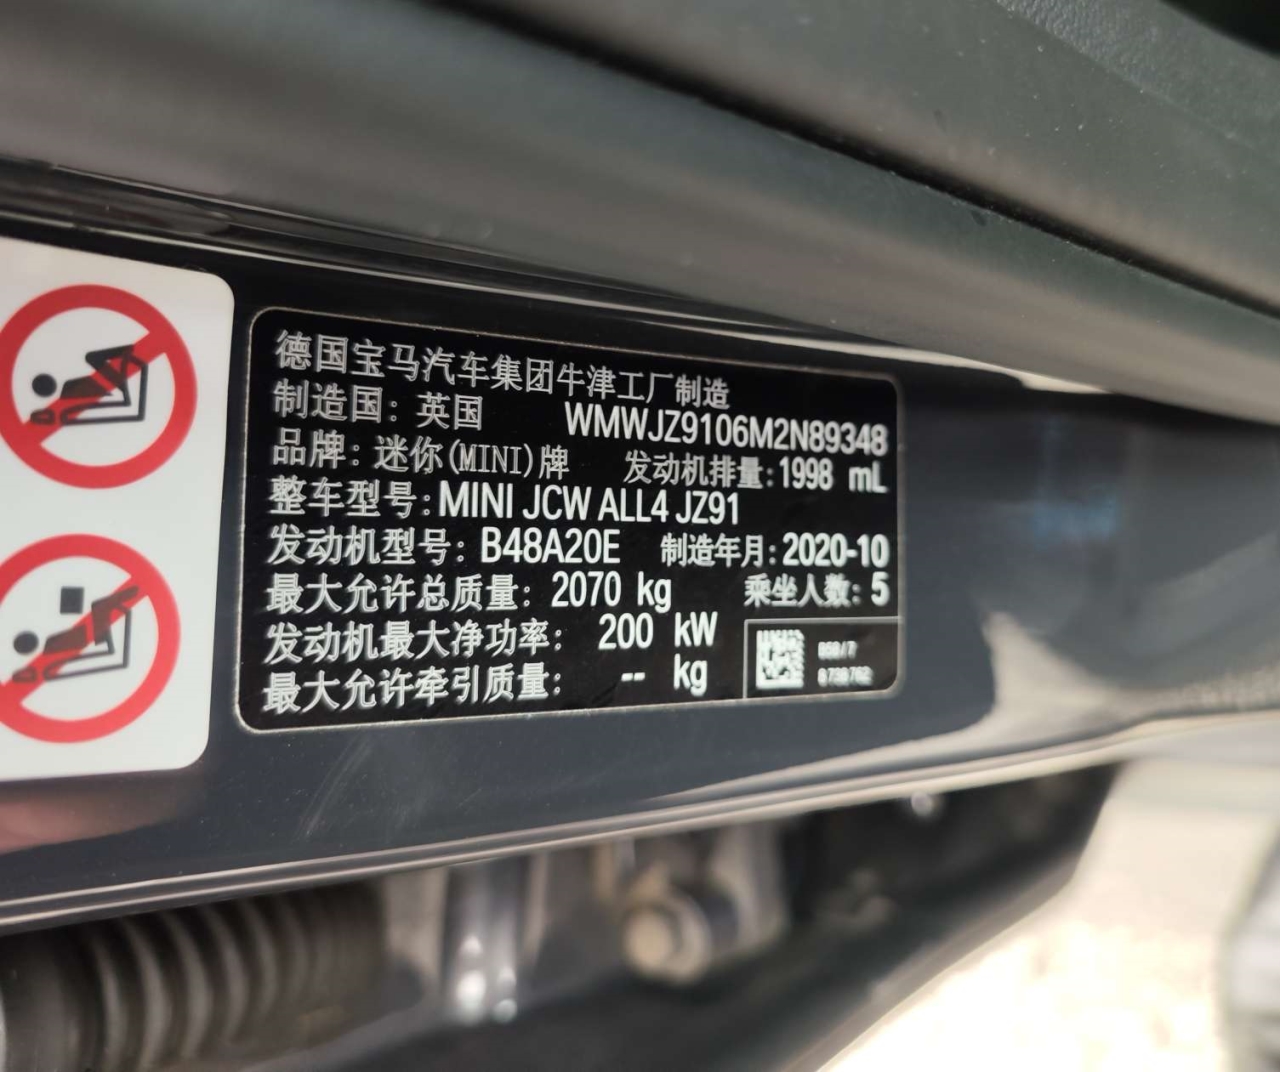 德国宝马汽车集团牛津工厂制造
制造国：英国 WMWJZ9106M2N89348
品牌：迷你(MINI)牌 发动机排量：1998 mL
整车型号：MINI JCW ALL4 JZ91
发动机型号：B48A20E 制造年月：2020-10
最大允许总质量：2070 kg 乘坐人数：5
发动机最大净功率：200 kW
最大允许牵引质量：-- kg